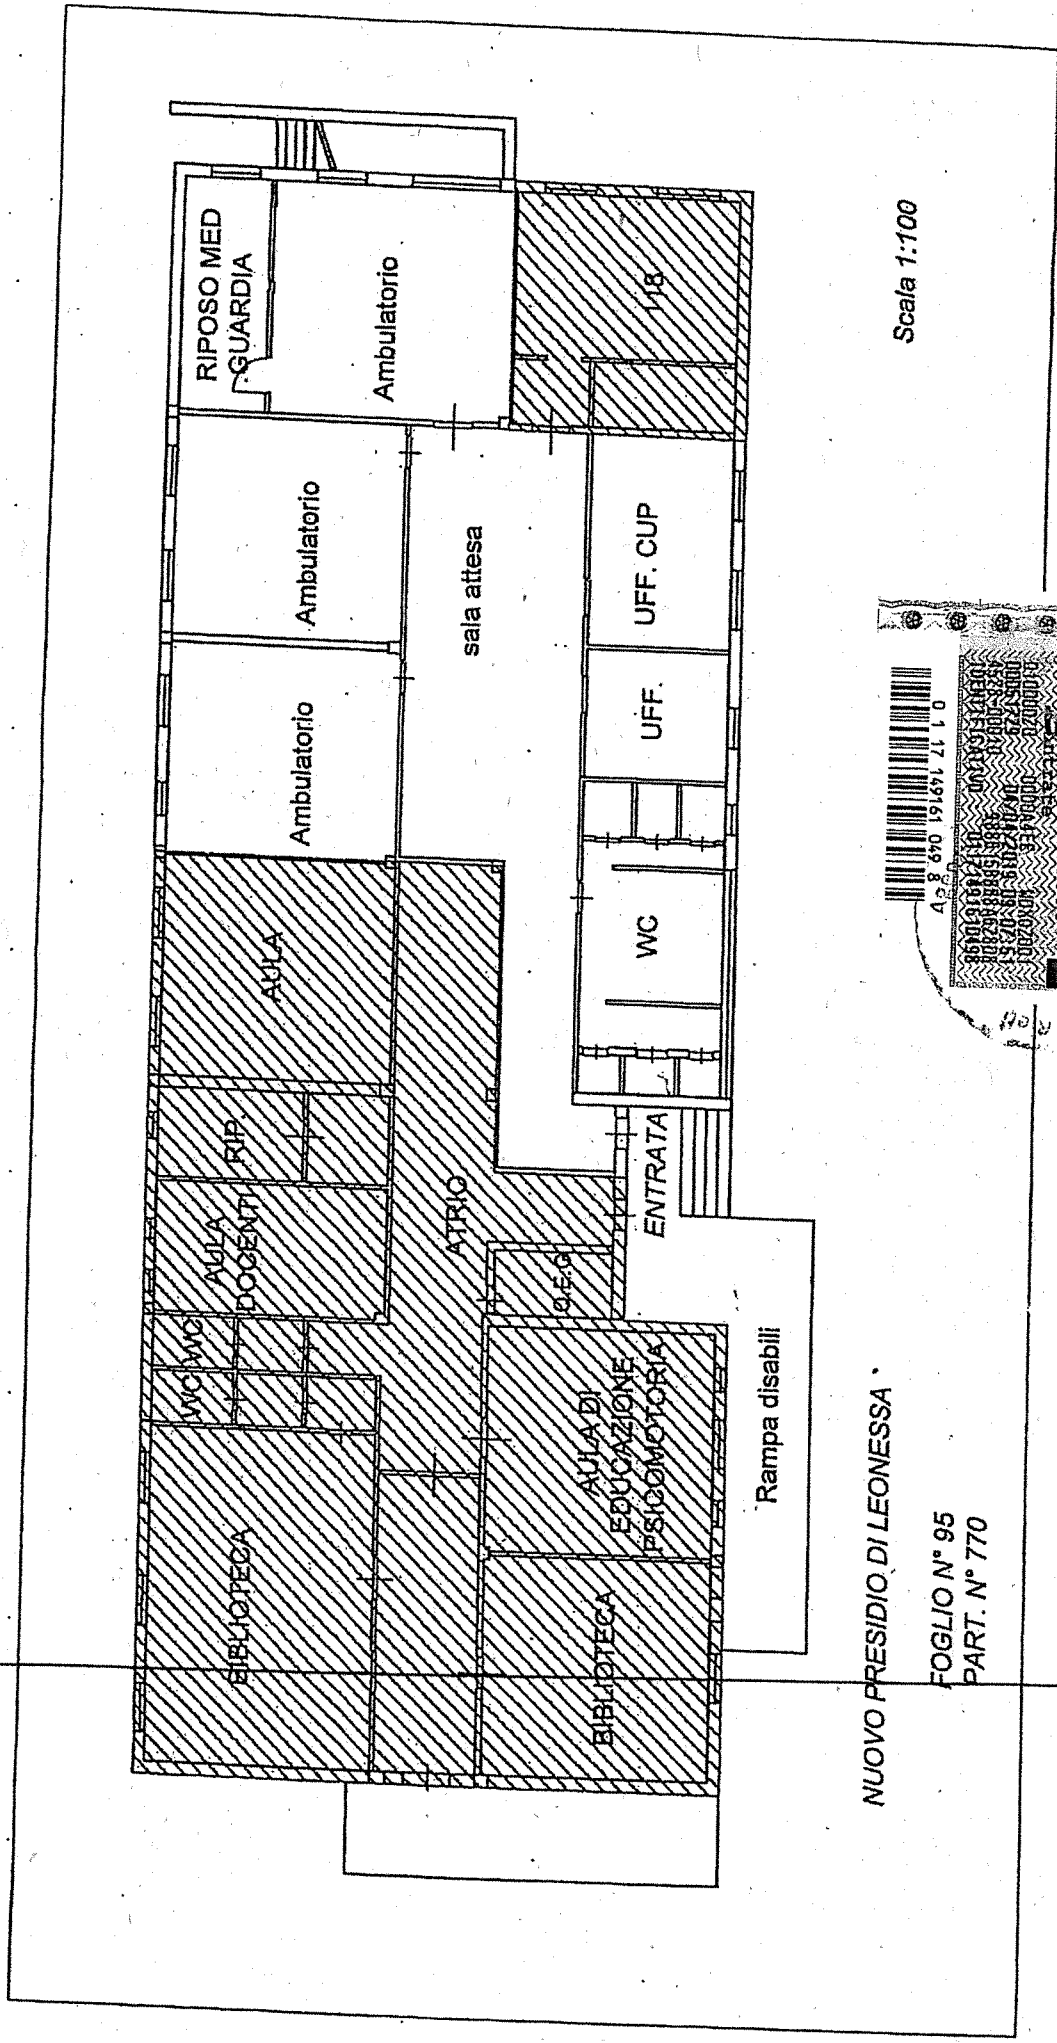 RIPOSO MED
GUARDIA
Ambulatorio
Ambulatorio
Ambulatorio
118
sala attesa
UFF. CUP
UFF.
WC
AULA
RIP.
AULA
DOCENTI
WC
WC
ATRIO
Q.E.G
ENTRATA
BIBLIOTECA
AULA DI
EDUCAZIONE
PSICOMOTORIA
BIBLIOTECA
Rampa disabili
Scala 1:100
NUOVO PRESIDIO DI LEONESSA
FOGLIO N° 95
PART. N° 770
0 1 17 149161 049 8